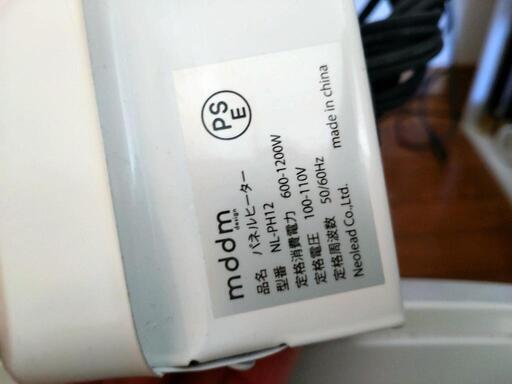 mddm
design
PS
E
品名 パネルヒーター
型番 NL-PH12
定格消費電力 600-1200W
定格電圧 100-110V
定格周波数 50/60Hz
Neolead Co.,Ltd. made in china